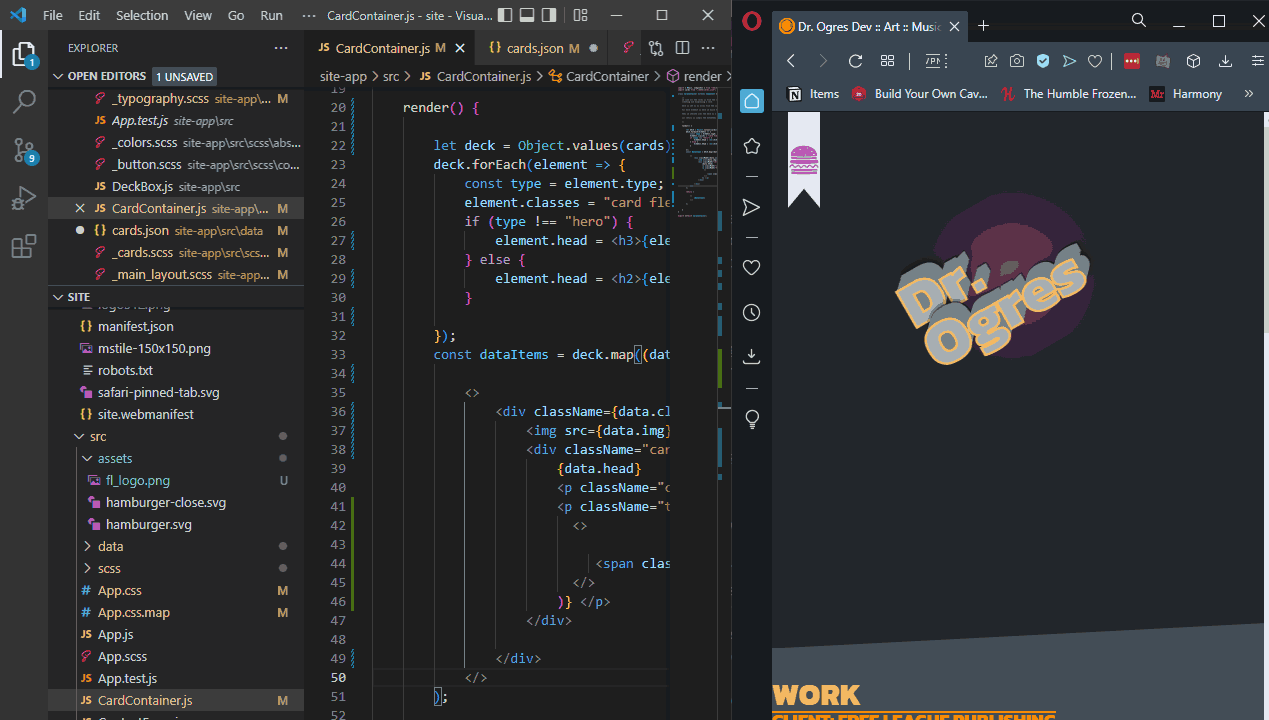 File Edit Selection View Go Run ··· CardContainer.js - site - Visua...
EXPLORER
OPEN EDITORS 1 UNSAVED
_typography.scss site-app\... M
App.test.js site-app\src
_colors.scss site-app\src\scss\abs...
_button.scss site-app\src\scss\co...
DeckBox.js site-app\src
CardContainer.js site-app\... M
cards.json site-app\src\data M
_cards.scss site-app\src\scs... M
_main_layout.scss site-app... M
SITE
manifest.json
mstile-150x150.png
robots.txt
safari-pinned-tab.svg
site.webmanifest
src
assets
fl_logo.png U
hamburger-close.svg
hamburger.svg
data
scss
App.css M
App.css.map M
App.js
App.scss
App.test.js
CardContainer.js M
1
9
CardContainer.js M
cards.json M
site-app > src > JS CardContainer.js > CardContainer > render >
19
20 render() {
21
22 let deck = Object.values(cards)
23 deck.forEach(element => {
24 const type = element.type;
25 element.classes = "card fle
26 if (type !== "hero") {
27 element.head = <h3>{ele
28 } else {
29 element.head = <h2>{ele
30 }
31
32 });
33 const dataItems = deck.map((dat
34
35 <>
36 <div className={data.cl
37 <img src={data.img}
38 <div className="car
39 {data.head}
40 <p className="c
41 <p className="t
42 <>
43
44 <span clas
45 </>
46 )} </p>
47 </div>
48
49 </div>
50 </>
51 );
52
Dr. Ogres Dev :: Art :: Music
VPN
Items Build Your Own Cav... The Humble Frozen... Mr Harmony »
Dr.
Ogres
WORK
CLIENT: FREE LEAGUE PUBLISHING